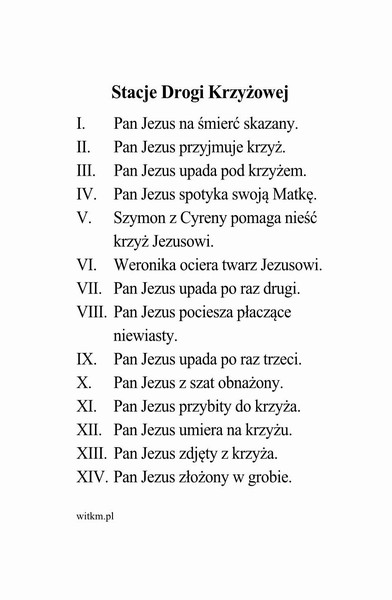 Stacje Drogi Krzyżowej
I. Pan Jezus na śmierć skazany.
II. Pan Jezus przyjmuje krzyż.
III. Pan Jezus upada pod krzyżem.
IV. Pan Jezus spotyka swoją Matkę.
V. Szymon z Cyreny pomaga nieść
krzyż Jezusowi.
VI. Weronika ociera twarz Jezusowi.
VII. Pan Jezus upada po raz drugi.
VIII. Pan Jezus pociesza płaczące
niewiasty.
IX. Pan Jezus upada po raz trzeci.
X. Pan Jezus z szat obnażony.
XI. Pan Jezus przybity do krzyża.
XII. Pan Jezus umiera na krzyżu.
XIII. Pan Jezus zdjęty z krzyża.
XIV. Pan Jezus złożony w grobie.
witkm.pl